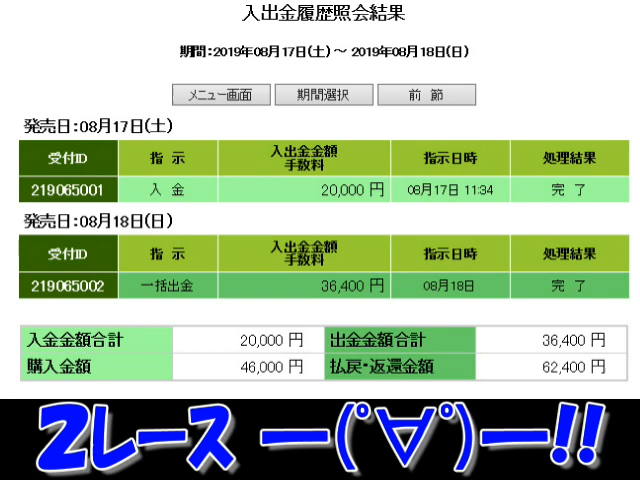 入出金履歴照会結果
期間：2019年08月17日(土)～ 2019年08月18日(日)
メニュー画面 期間選択 前 節
発売日：08月17日(土)
受付ID 指 示 入出金金額 手数料 指示日時 処理結果
219065001 入 金 20,000 円 08月17日 11:34 完 了
発売日：08月18日(日)
受付ID 指 示 入出金金額 手数料 指示日時 処理結果
219065002 一括出金 36,400 円 08月18日 完 了
入金金額合計 20,000 円 出金金額合計 36,400 円
購入金額 46,000 円 払戻・返還金額 62,400 円
2レース ―(ﾟ∀ﾟ)―!!